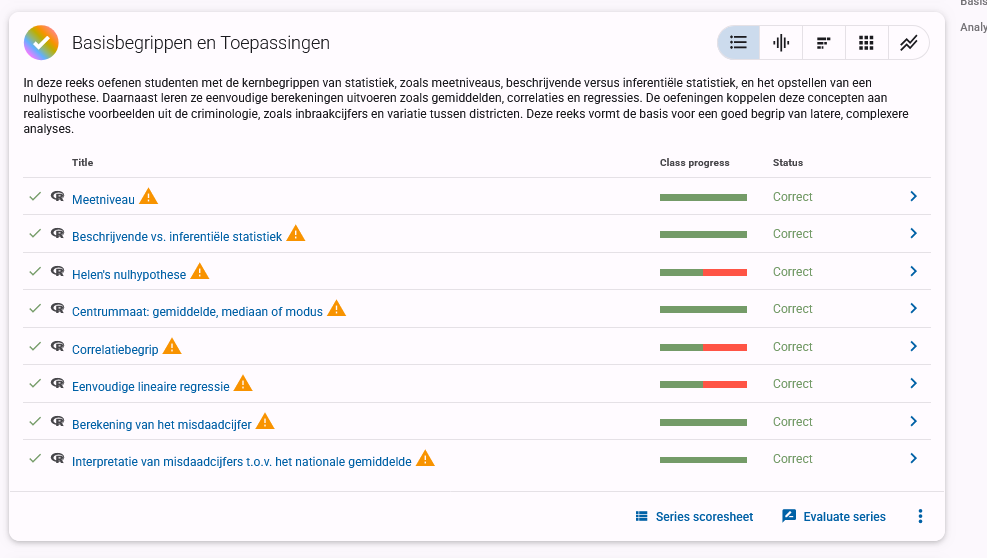 Basis
Analy
Basisbegrippen en Toepassingen
In deze reeks oefenen studenten met de kernbegrippen van statistiek, zoals meetniveaus, beschrijvende versus inferentiële statistiek, en het opstellen van een
nulhypothese. Daarnaast leren ze eenvoudige berekeningen uitvoeren zoals gemiddelden, correlaties en regressies. De oefeningen koppelen deze concepten aan
realistische voorbeelden uit de criminologie, zoals inbraakcijfers en variatie tussen districten. Deze reeks vormt de basis voor een goed begrip van latere, complexere
analyses.
Title Class progress Status
Meetniveau Correct
Beschrijvende vs. inferentiële statistiek Correct
Helen's nulhypothese Correct
Centrummaat: gemiddelde, mediaan of modus Correct
Correlatiebegrip Correct
Eenvoudige lineaire regressie Correct
Berekening van het misdaadcijfer Correct
Interpretatie van misdaadcijfers t.o.v. het nationale gemiddelde Correct
Series scoresheet Evaluate series